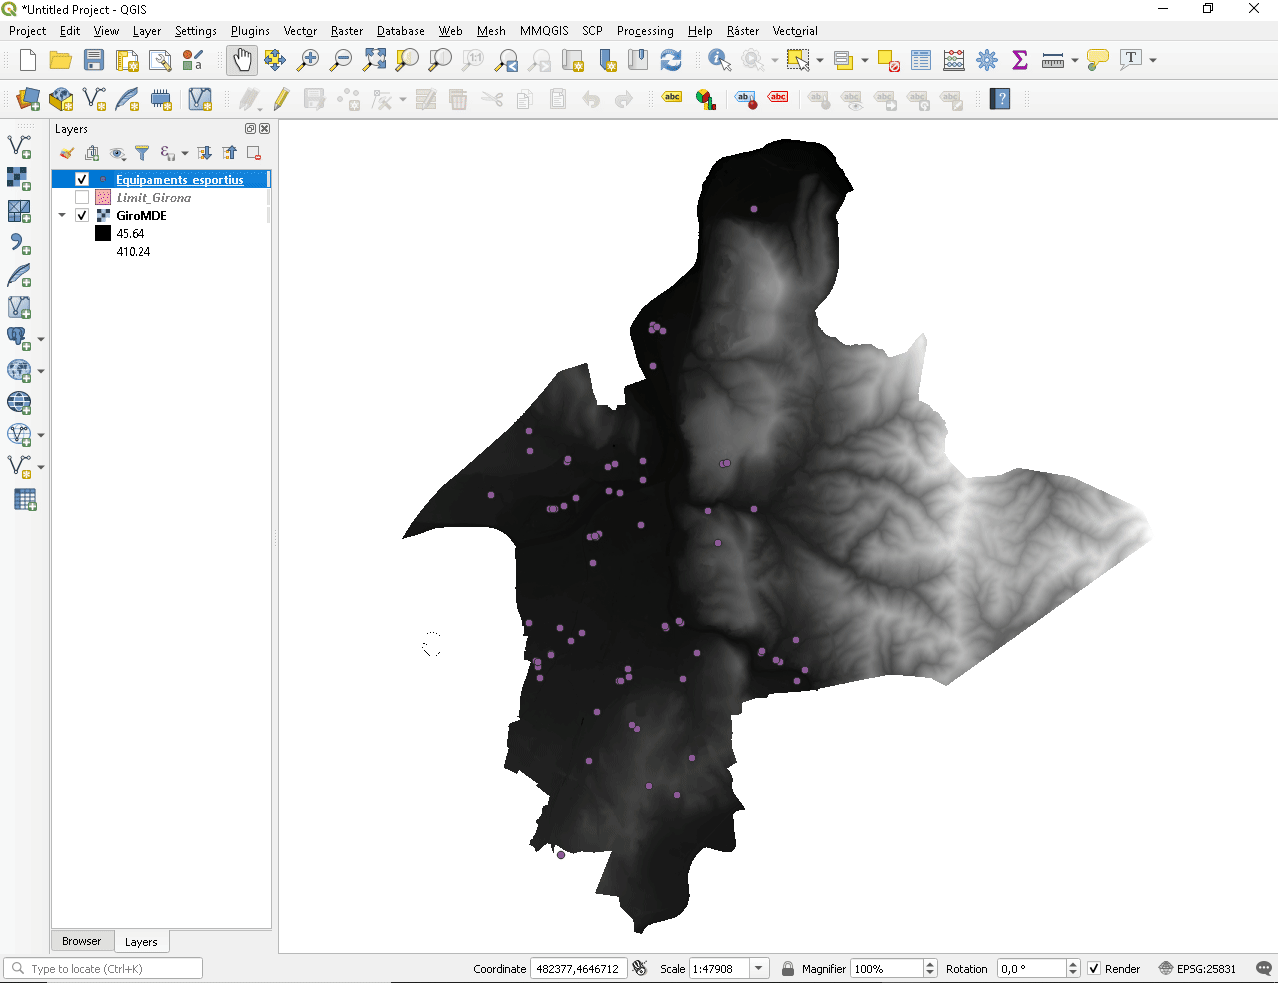 *Untitled Project - QGIS
Project Edit View Layer Settings Plugins Vector Raster Database Web Mesh MMQGIS SCP Processing Help Raster Vectorial
Layers
Equipaments esportius
Limit_Girona
GiroMDE
45.64
410.24
Browser Layers
Type to locate (Ctrl+K) Coordinate 482377,4646712 Scale 1:47908 Magnifier 100% Rotation 0,0 ° Render EPSG:25831